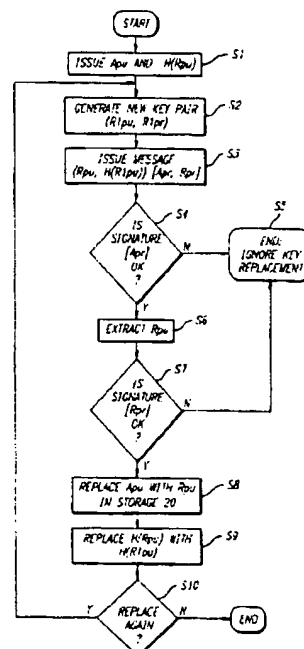 START
S1
ISSUE Apu AND H(Rpu)
S2
GENERATE NEW KEY PAIR
(R1pu, R1pr)
S3
ISSUE MESSAGE
(Rpu, H(R1pu)) [Apr, Rpr]
S4
IS
SIGNATURE
[Apr]
OK
?
N
Y
S5
END:
IGNORE KEY
REPLACEMENT
S6
EXTRACT Rpu
S7
IS
SIGNATURE
[Rpr]
OK
?
N
Y
S8
REPLACE Apu WITH Rpu
IN STORAGE 20
S9
REPLACE H(Rpu) WITH
H(R1pu)
S10
Y
REPLACE
AGAIN
?
N
END